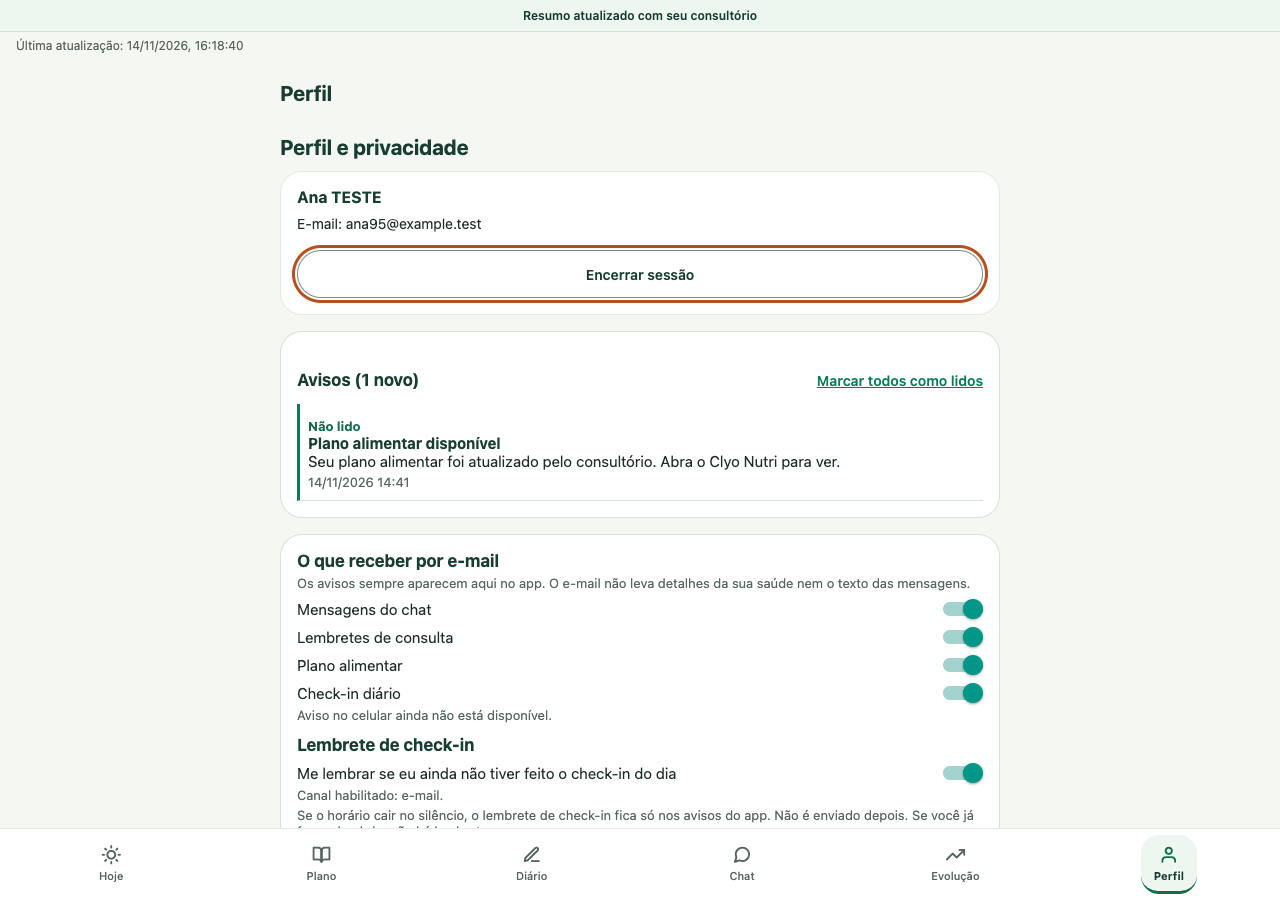 Resumo atualizado com seu consultório
Última atualização: 14/11/2026, 16:18:40
Perfil
Perfil e privacidade
Ana TESTE
E-mail: ana95@example.test
Encerrar sessão
Avisos (1 novo)
Marcar todos como lidos
Não lido
Plano alimentar disponível
Seu plano alimentar foi atualizado pelo consultório. Abra o Clyo Nutri para ver.
14/11/2026 14:41
O que receber por e-mail
Os avisos sempre aparecem aqui no app. O e-mail não leva detalhes da sua saúde nem o texto das mensagens.
Mensagens do chat
Lembretes de consulta
Plano alimentar
Check-in diário
Aviso no celular ainda não está disponível.
Lembrete de check-in
Me lembrar se eu ainda não tiver feito o check-in do dia
Canal habilitado: e-mail.
Se o horário cair no silêncio, o lembrete de check-in fica só nos avisos do app. Não é enviado depois. Se você já
Hoje
Plano
Diário
Chat
Evolução
Perfil